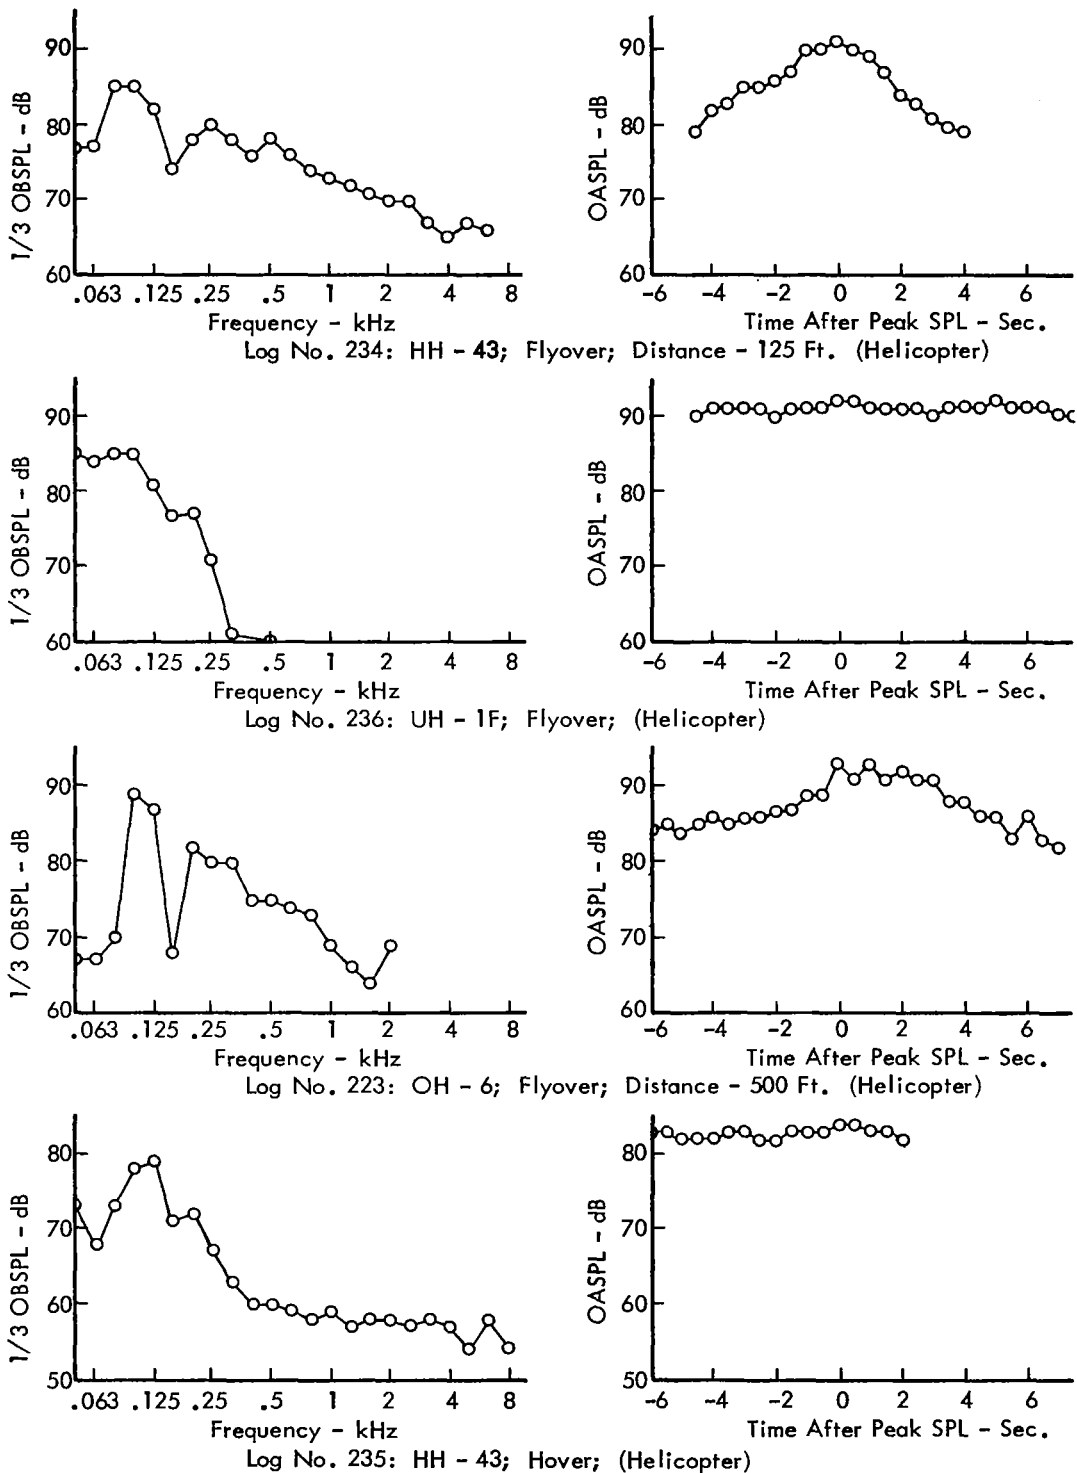 1/3 OBSPL - dB
90
80
70
60
.063 .125 .25 .5 1 2 4 8
Frequency - kHz
OASPL - dB
90
80
70
60
-6 -4 -2 0 2 4 6
Time After Peak SPL - Sec.
Log No. 234: HH - 43; Flyover; Distance - 125 Ft. (Helicopter)
1/3 OBSPL - dB
90
80
70
60
.063 .125 .25 .5 1 2 4 8
Frequency - kHz
OASPL - dB
90
80
70
60
-6 -4 -2 0 2 4 6
Time After Peak SPL - Sec.
Log No. 236: UH - 1F; Flyover; (Helicopter)
1/3 OBSPL - dB
90
80
70
60
.063 .125 .25 .5 1 2 4 8
Frequency - kHz
OASPL - dB
90
80
70
60
-6 -4 -2 0 2 4 6
Time After Peak SPL - Sec.
Log No. 223: OH - 6; Flyover; Distance - 500 Ft. (Helicopter)
1/3 OBSPL - dB
80
70
60
50
.063 .125 .25 .5 1 2 4 8
Frequency - kHz
OASPL - dB
80
70
60
50
-6 -4 -2 0 2 4 6
Time After Peak SPL - Sec.
Log No. 235: HH - 43; Hover; (Helicopter)